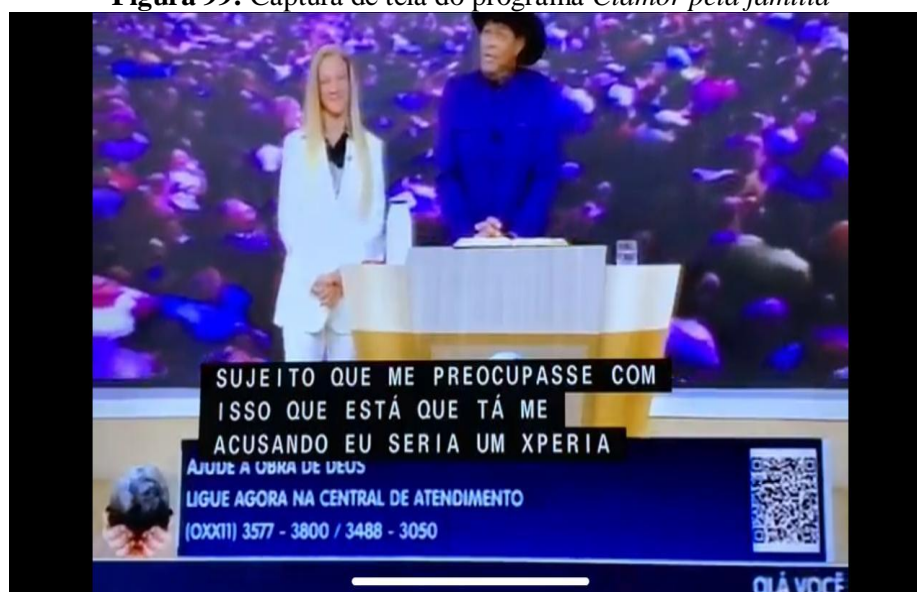 Figura 99: Captura de tela do programa Clamor pela família
SUJEITO QUE ME PREOCUPASSE COM
ISSO QUE ESTÁ QUE TÁ ME
ACUSANDO EU SERIA UM XPERIA
AJUDE A OBRA DE DEUS
LIGUE AGORA NA CENTRAL DE ATENDIMENTO
(0XX11) 3577 - 3800 / 3488 - 3050
OLÁ VOCÊ